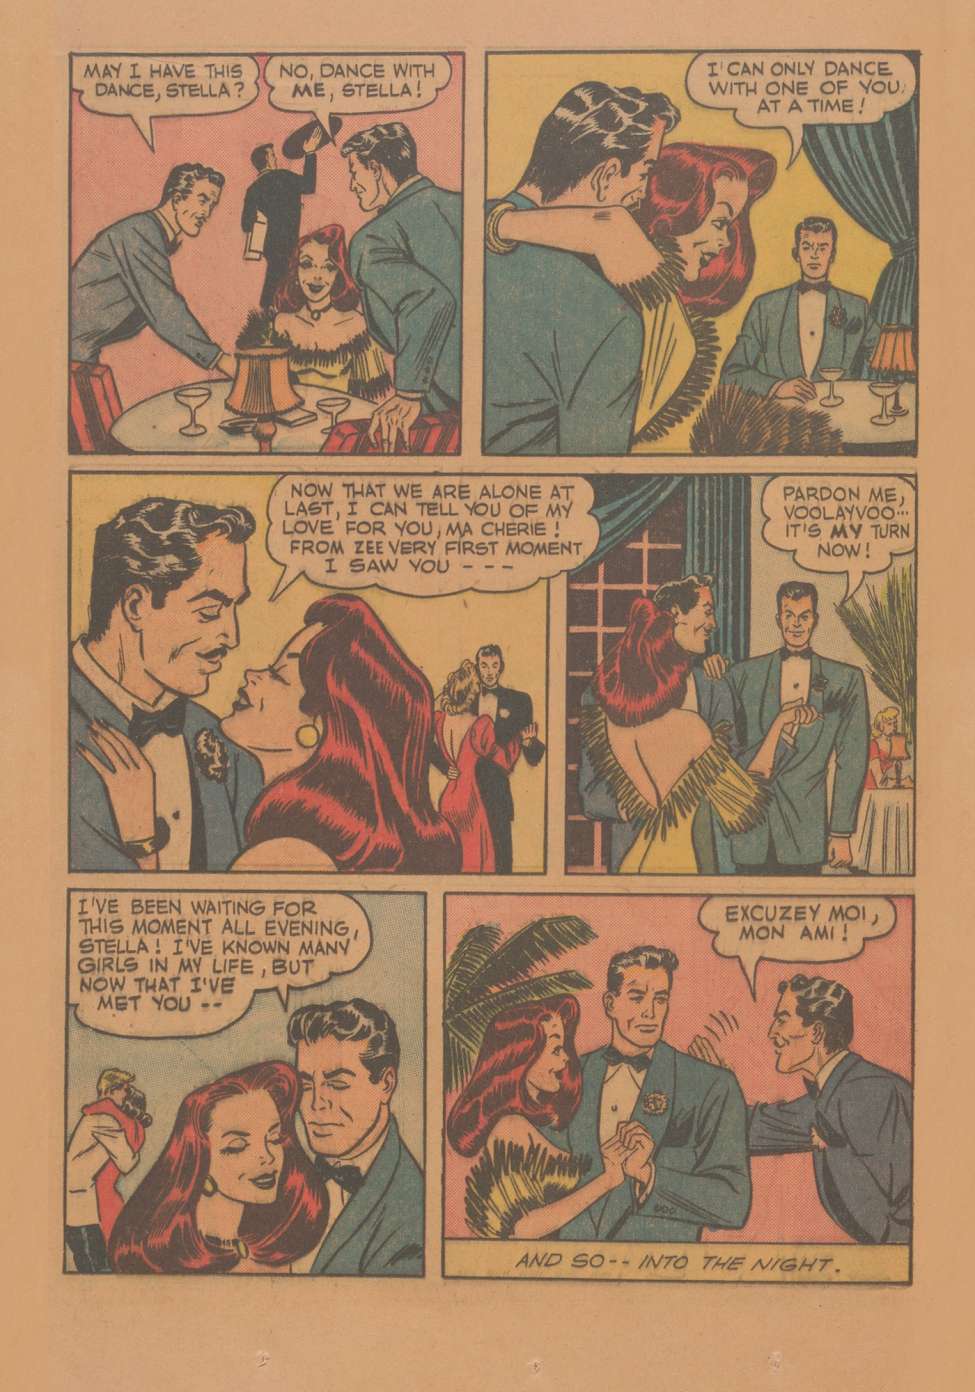 MAY I HAVE THIS
DANCE, STELLA?
NO, DANCE WITH
ME, STELLA!
I CAN ONLY DANCE
WITH ONE OF YOU
AT A TIME!
NOW THAT WE ARE ALONE AT
LAST, I CAN TELL YOU OF MY
LOVE FOR YOU, MA CHERIE!
FROM ZEE VERY FIRST MOMENT
I SAW YOU - - -
PARDON ME,
VOOLAYVOO...
IT'S MY TURN
NOW!
I'VE BEEN WAITING FOR
THIS MOMENT ALL EVENING,
STELLA! I'VE KNOWN MANY
GIRLS IN MY LIFE, BUT
NOW THAT I'VE
MET YOU --
EXCUZEY MOI,
MON AMI!
AND SO-- INTO THE NIGHT.